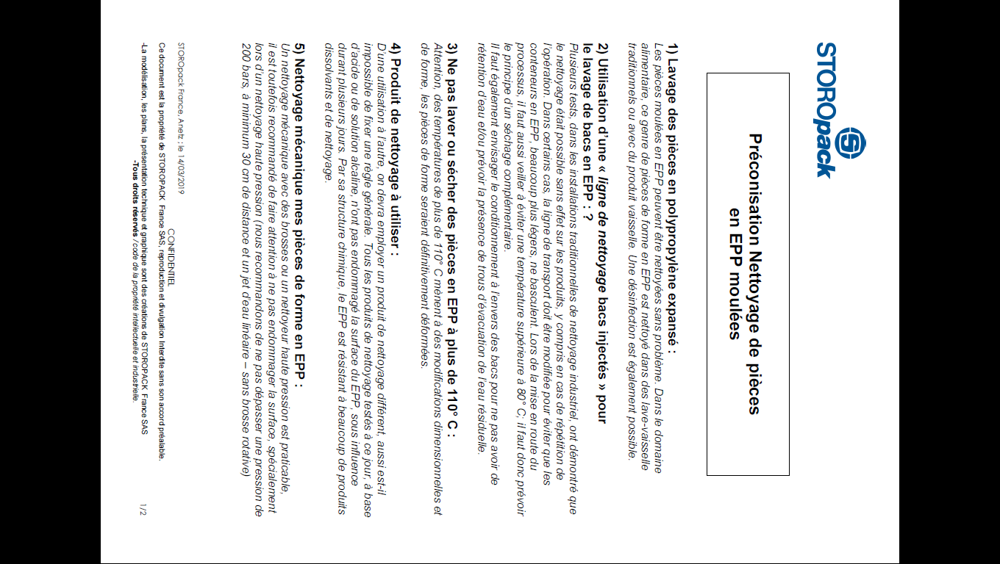 STOROpack
Préconisation Nettoyage de pièces
en EPP moulées
1) Lavage des pièces en polypropylène expansé :
Les pièces moulées en EPP peuvent être nettoyées sans problème. Dans le domaine
alimentaire, ce genre de pièces de forme en EPP est nettoyé dans des lave-vaisselle
traditionnels ou avec du produit vaisselle. Une désinfection est également possible.
2) Utilisation d'une « ligne de nettoyage bacs injectés » pour
le lavage de bacs en EPP : ?
Plusieurs tests, dans les installations traditionnelles de nettoyage industriel, ont démontré que
le nettoyage était possible sans effet sur les produits, y compris en cas de répétition de
l'opération. Dans certains cas, la ligne de transport doit être modifiée pour éviter que les
conteneurs en EPP, beaucoup plus légers, ne basculent. Lors de la mise en route du
processus, il faut aussi veiller à éviter une température supérieure à 80° C; il faut donc prévoir
le principe d'un séchage complémentaire.
Il faut également envisager le conditionnement à l'envers des bacs pour ne pas avoir de
rétention d'eau et/ou prévoir la présence de trous d'évacuation de l'eau résiduelle.
3) Ne pas laver ou sécher des pièces en EPP à plus de 110° C :
Attention, des températures de plus de 110° C mènent à des modifications dimensionnelles et
de forme, les pièces de forme seraient définitivement déformées.
4) Produit de nettoyage à utiliser :
D'une utilisation à l'autre, on devra employer un produit de nettoyage différent, aussi est-il
impossible de fixer une règle générale. Tous les produits de nettoyage testés à ce jour, à base
d'acide ou de solution alcaline, n'ont pas endommagé la surface du EPP, sous influence
durant plusieurs jours. Par sa structure chimique, le EPP est résistant à beaucoup de produits
dissolvants et de nettoyage.
5) Nettoyage mécanique mes pièces de forme en EPP :
Un nettoyage mécanique avec des brosses ou un nettoyeur haute pression est praticable,
il est toutefois recommandé de faire attention à ne pas endommager la surface, spécialement
lors d'un nettoyage haute pression (nous recommandons de ne pas dépasser une pression de
200 bars, à minimum 30 cm de distance et un jet d'eau linéaire – sans brosse rotative)
STOROpack France, Anetz ; le 14/03/2019
CONFIDENTIEL
Ce document est la propriété de STOROPACK France SAS, reproduction et divulgation Interdite sans son accord préalable.
-La modélisation, les plans, la présentation technique et graphique sont des créations de STOROPACK France SAS
-Tous droits réservés / code de la propriété intellectuelle et industrielle.
1/2